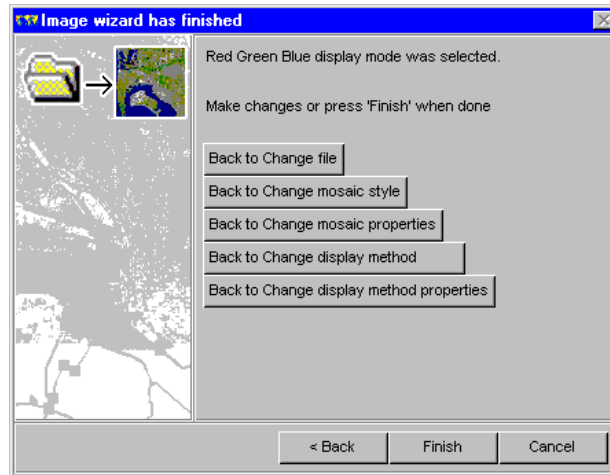 Image wizard has finished
Red Green Blue display mode was selected.
Make changes or press 'Finish' when done
Back to Change file
Back to Change mosaic style
Back to Change mosaic properties
Back to Change display method
Back to Change display method properties
< Back
Finish
Cancel